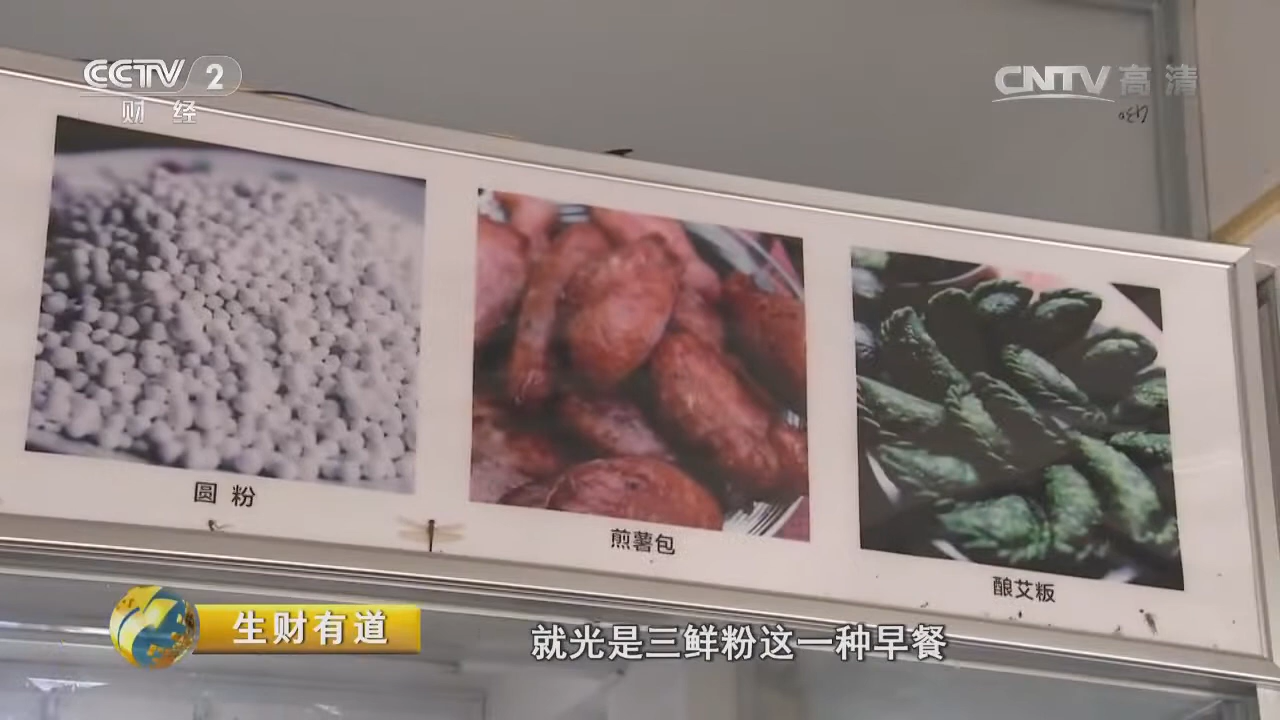 CCTV 2
财 经
CNTV 高清
圆 粉
煎薯包
酿艾粄
生财有道
就光是三鲜粉这一种早餐